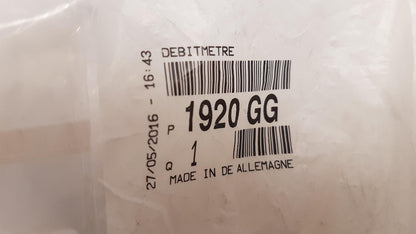 DEBITMETRE
P 1920 GG
Q 1
MADE IN DE ALLEMAGNE
27/05/2016 - 16:43